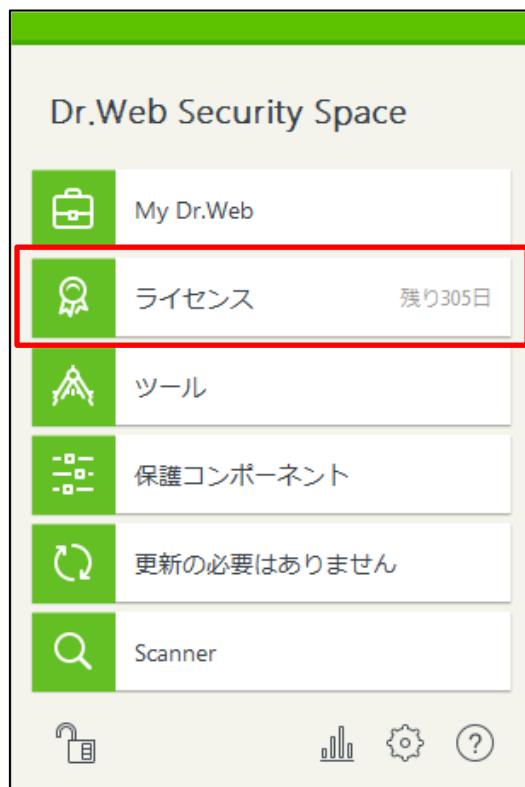 Dr.Web Security Space
My Dr.Web
ライセンス 残り305日
ツール
保護コンポーネント
更新の必要はありません
Scanner
?